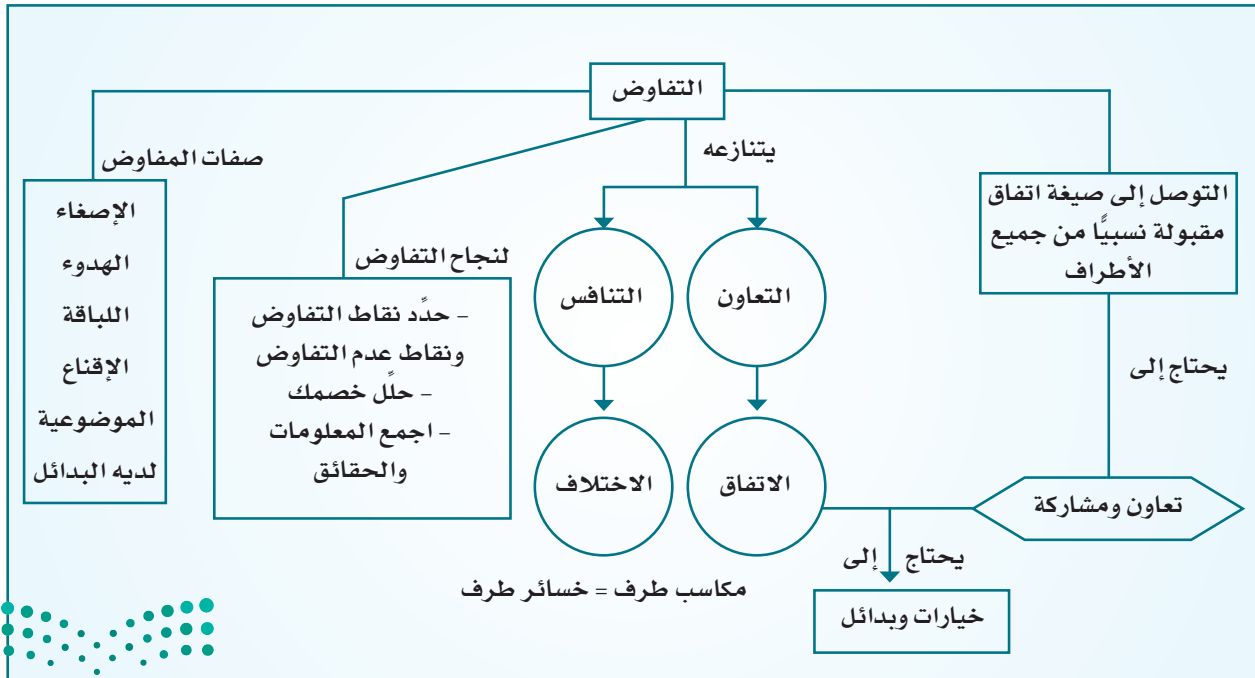 التفاوض
التوصل إلى صيغة اتفاق
مقبولة نسبيًّا من جميع
الأطراف
يحتاج إلى
تعاون ومشاركة
يتنازعه
التعاون
التنافس
الاتفاق
الاختلاف
يحتاج إلى
خيارات وبدائل
مكاسب طرف = خسائر طرف
لنجاح التفاوض
– حدِّد نقاط التفاوض
ونقاط عدم التفاوض
– حلِّل خصمك
– اجمع المعلومات
والحقائق
صفات المفاوض
الإصغاء
الهدوء
اللباقة
الإقناع
الموضوعية
لديه البدائل